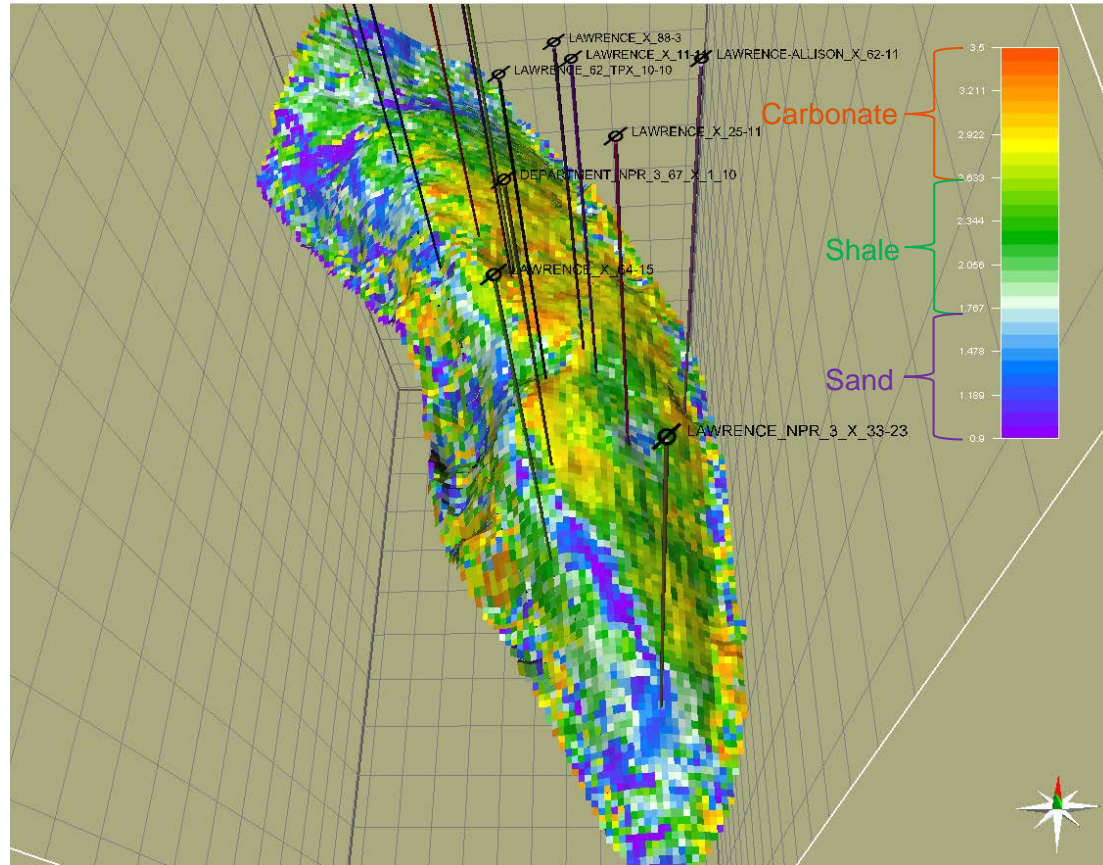 LAWRENCE_X_88-3
LAWRENCE_X_11-11
LAWRENCE-ALLISON_X_62-11
LAWRENCE_62_TPX_10-10
LAWRENCE_X_25-11
DEPARTMENT_NPR_3_67_X_1_10
LAWRENCE_X_64-15
LAWRENCE_NPR_3_X_33-23
Carbonate
Shale
Sand
3.5
3.211
2.922
2.633
2.344
2.056
1.767
1.478
1.189
0.9